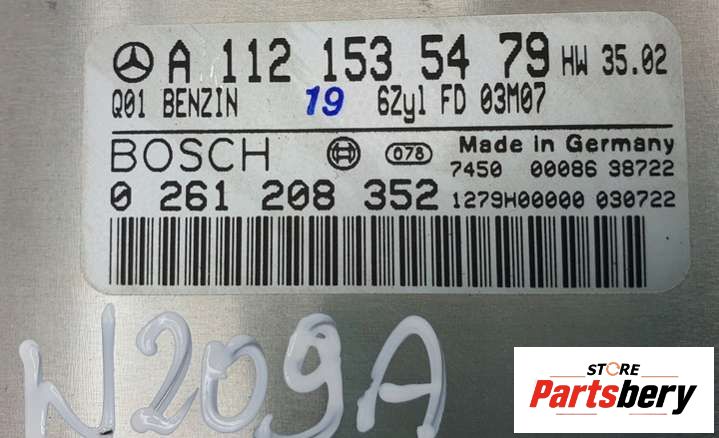 A 112 153 54 79 HW 35.02
Q01 BENZIN 19 6Zyl FD 03M07
BOSCH 078 Made in Germany
7450 00086 38722
0 261 208 352 1279H00000 030722
W209A
STORE
Partsbery